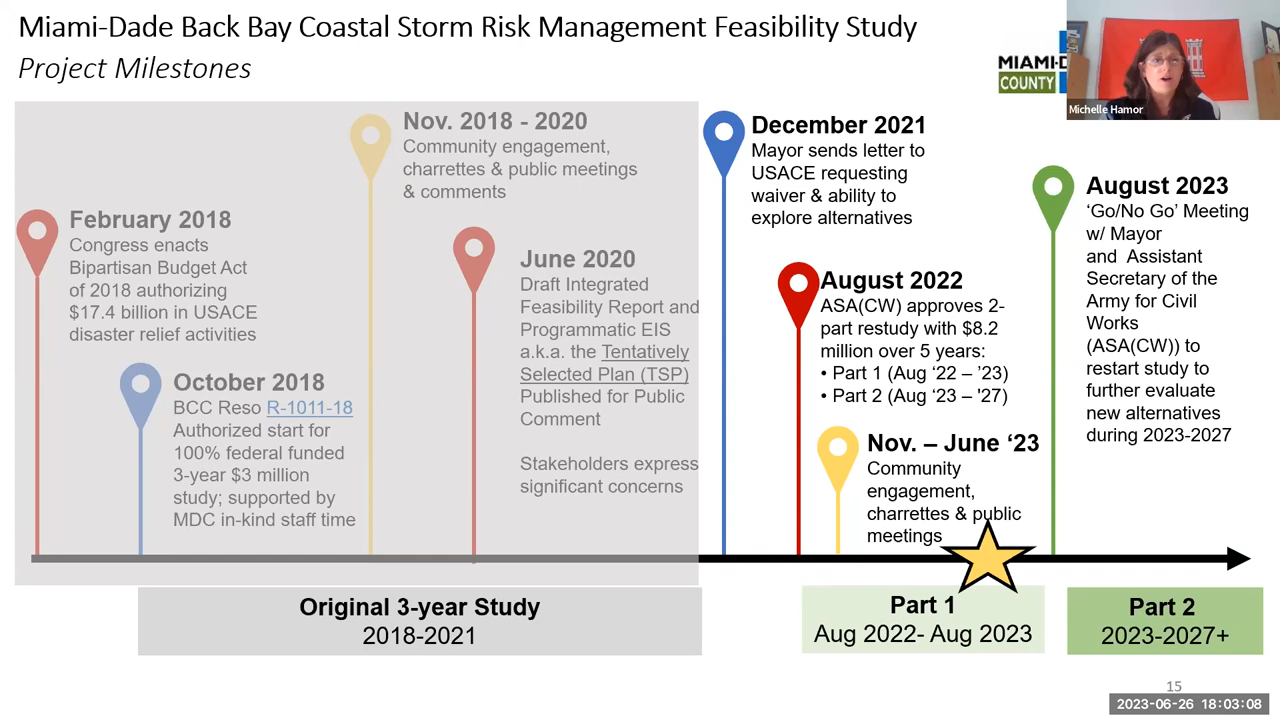 Miami-Dade Back Bay Coastal Storm Risk Management Feasibility Study
Project Milestones
MIAMI-D
COUNTY
Michelle Hamor
February 2018
Congress enacts
Bipartisan Budget Act
of 2018 authorizing
$17.4 billion in USACE
disaster relief activities
October 2018
BCC Reso R-1011-18
Authorized start for
100% federal funded
3-year $3 million
study; supported by
MDC in-kind staff time
Nov. 2018 - 2020
Community engagement,
charrettes & public meetings
& comments
June 2020
Draft Integrated
Feasibility Report and
Programmatic EIS
a.k.a. the Tentatively
Selected Plan (TSP)
Published for Public
Comment
Stakeholders express
significant concerns
December 2021
Mayor sends letter to
USACE requesting
waiver & ability to
explore alternatives
August 2022
ASA(CW) approves 2-
part restudy with $8.2
million over 5 years:
• Part 1 (Aug ‘22 – ’23)
• Part 2 (Aug ‘23 – '27)
Nov. – June ‘23
Community
engagement,
charrettes & public
meetings
August 2023
‘Go/No Go’ Meeting
w/ Mayor
and Assistant
Secretary of the
Army for Civil
Works
(ASA(CW)) to
restart study to
further evaluate
new alternatives
during 2023-2027
Original 3-year Study
2018-2021
Part 1
Aug 2022- Aug 2023
Part 2
2023-2027+
15
2023-06-26 18:03:08